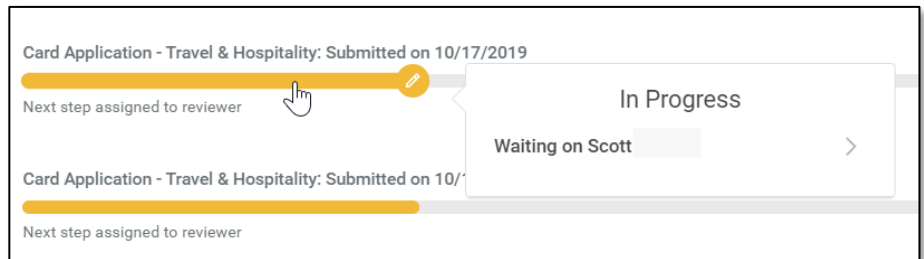 Card Application - Travel & Hospitality: Submitted on 10/17/2019
Next step assigned to reviewer
In Progress
Waiting on Scott
Card Application - Travel & Hospitality: Submitted on 10/
Next step assigned to reviewer